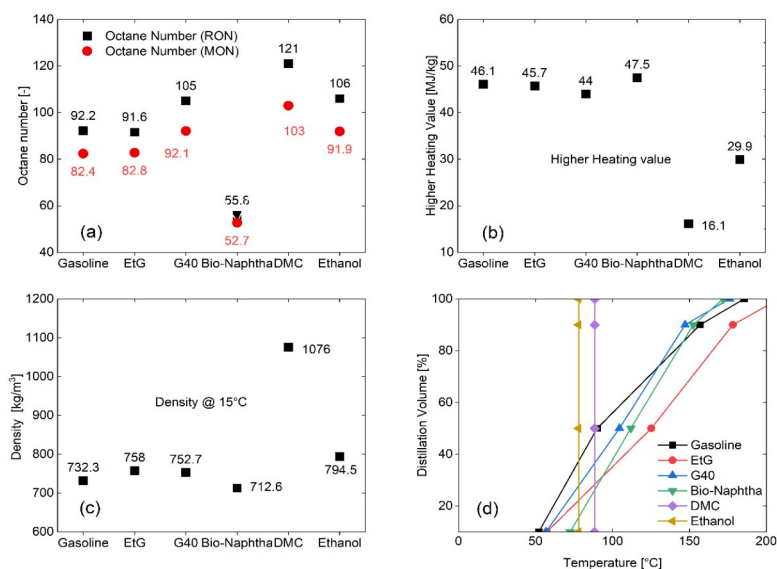 Octane Number (RON)
Octane Number (MON)
Octane number [-]
120
100
80
60
40
92.2
82.4
91.6
82.8
105
92.1
55.8
52.7
121
103
106
91.9
(a)
Gasoline EtG G40 Bio-Naphtha DMC Ethanol
Higher Heating Value [MJ/kg]
60
50
40
30
20
10
46.1
45.7
44
47.5
16.1
29.9
Higher Heating value
(b)
Gasoline EtG G40 Bio-Naphtha DMC Ethanol
Density [kg/m³]
1200
1100
1000
900
800
700
600
732.3
758
752.7
712.6
1076
794.5
Density @ 15°C
(c)
Gasoline EtG G40 Bio-Naphtha DMC Ethanol
Distillation Volume [%]
100
80
60
40
20
Gasoline
EtG
G40
Bio-Naphtha
DMC
Ethanol
(d)
0 50 100 150 200
Temperature [°C]